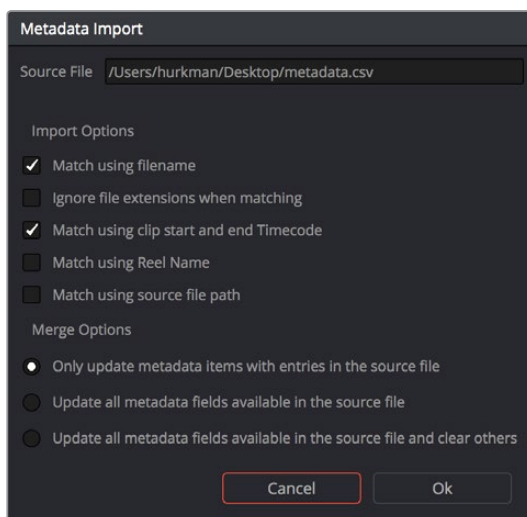 Metadata Import
Source File /Users/hurkman/Desktop/metadata.csv
Import Options
Match using filename
Ignore file extensions when matching
Match using clip start and end Timecode
Match using Reel Name
Match using source file path
Merge Options
Only update metadata items with entries in the source file
Update all metadata fields available in the source file
Update all metadata fields available in the source file and clear others
Cancel Ok